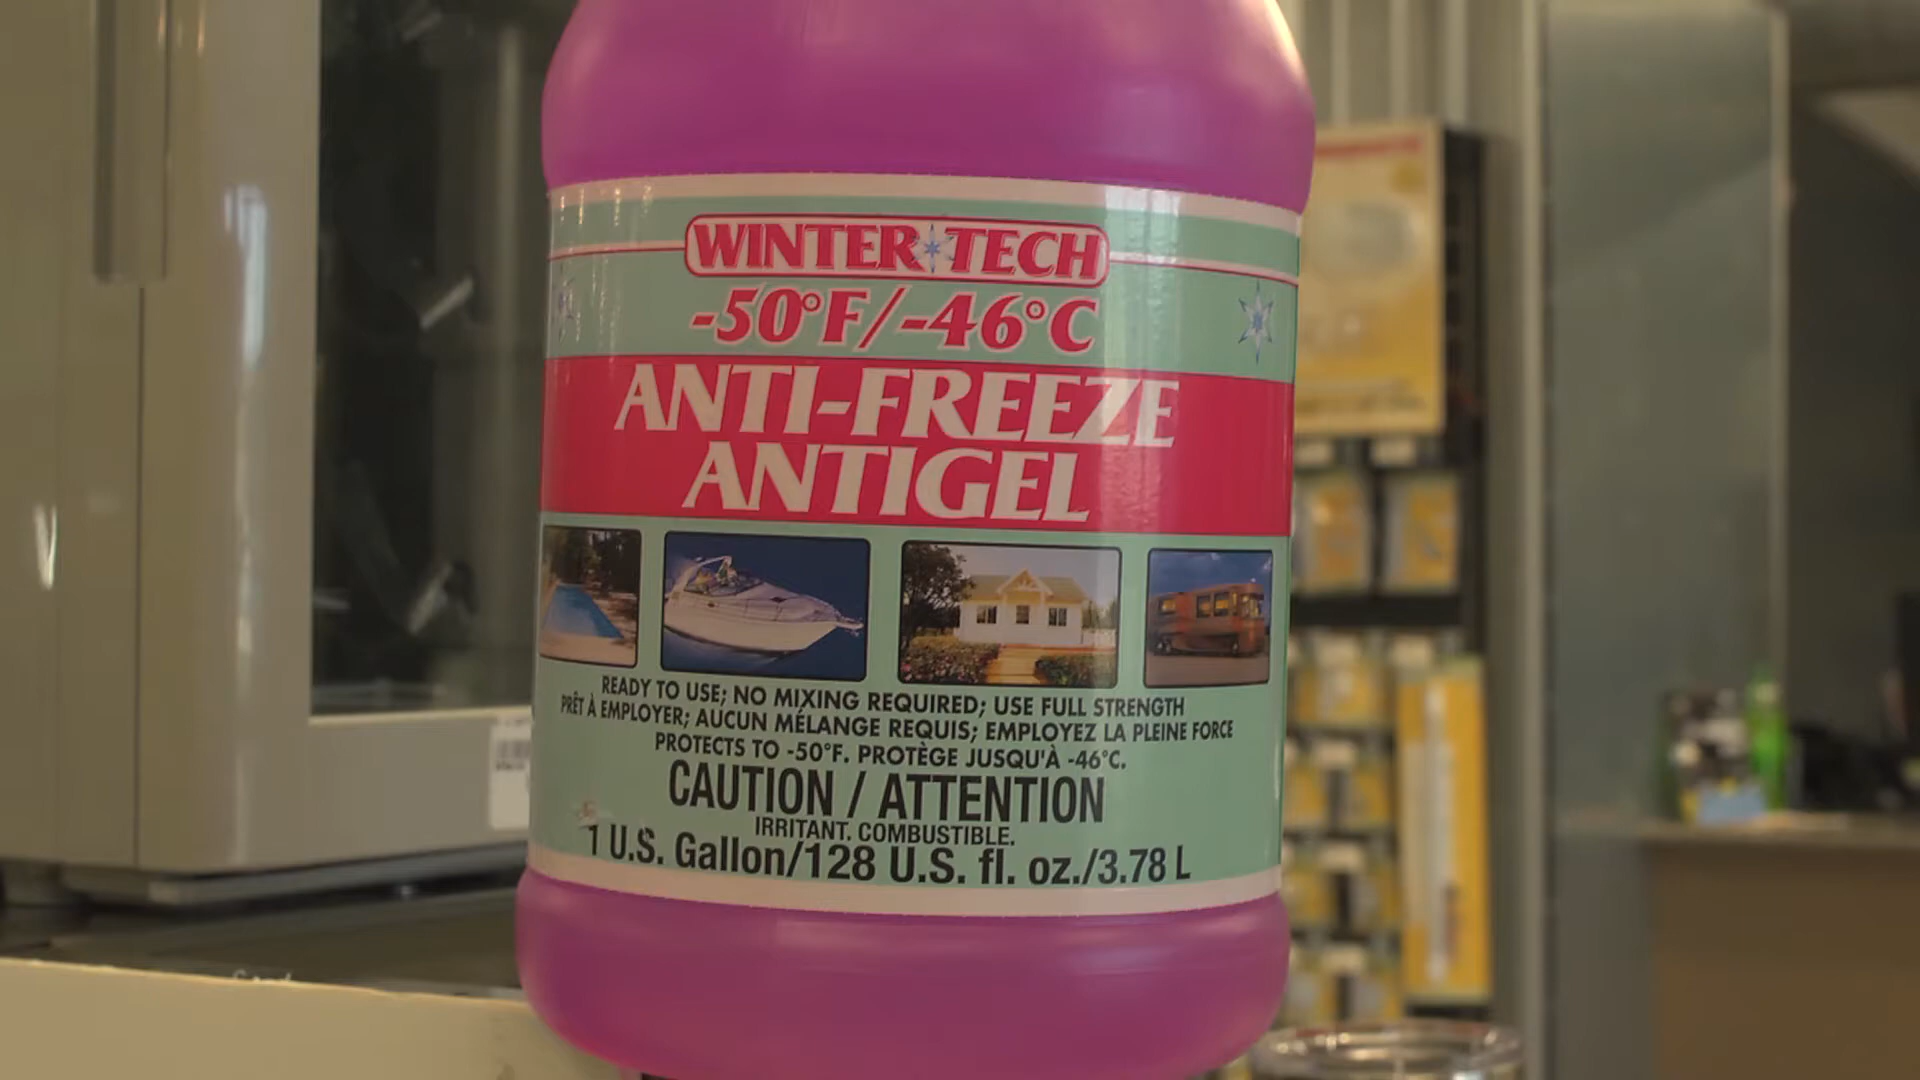 WINTER TECH
-50°F/-46°C
ANTI-FREEZE
ANTIGEL
READY TO USE; NO MIXING REQUIRED; USE FULL STRENGTH
PRÊT À EMPLOYER; AUCUN MÉLANGE REQUIS; EMPLOYEZ LA PLEINE FORCE
PROTECTS TO -50°F. PROTÈGE JUSQU'À -46°C.
CAUTION / ATTENTION
IRRITANT. COMBUSTIBLE.
1 U.S. Gallon/128 U.S. fl. oz./3.78 L